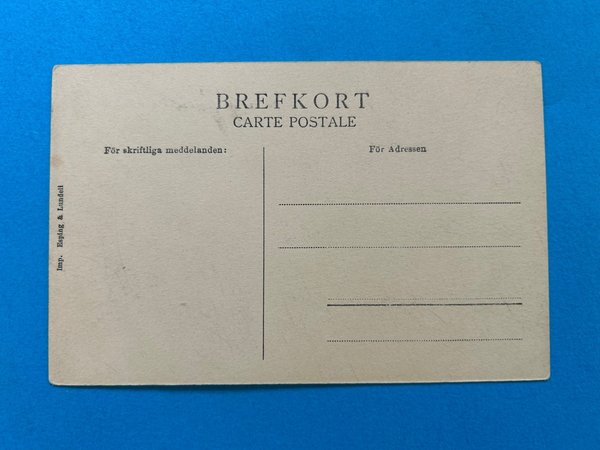 BREFKORT
CARTE POSTALE
För skriftliga meddelanden:
För Adressen
Imp. Esping & Lundell